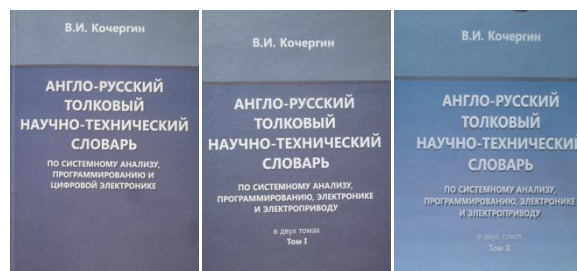 В.И. Кочергин
АНГЛО-РУССКИЙ
ТОЛКОВЫЙ
НАУЧНО-ТЕХНИЧЕСКИЙ
СЛОВАРЬ
ПО СИСТЕМНОМУ АНАЛИЗУ,
ПРОГРАММИРОВАНИЮ И
ЦИФРОВОЙ ЭЛЕКТРОНИКЕ
В.И. Кочергин
АНГЛО-РУССКИЙ
ТОЛКОВЫЙ
НАУЧНО-ТЕХНИЧЕСКИЙ
СЛОВАРЬ
ПО СИСТЕМНОМУ АНАЛИЗУ,
ПРОГРАММИРОВАНИЮ, ЭЛЕКТРОНИКЕ
И ЭЛЕКТРОПРИВОДУ
в двух томах
Том I
В.И. Кочергин
АНГЛО-РУССКИЙ
ТОЛКОВЫЙ
НАУЧНО-ТЕХНИЧЕСКИ
СЛОВАРЬ
ПО СИСТЕМНОМУ АНАЛИЗУ,
ПРОГРАММИРОВАНИЮ, ЭЛЕКТРОНИКЕ
И ЭЛЕКТРОПРИВОДУ
в двух томах
Том II